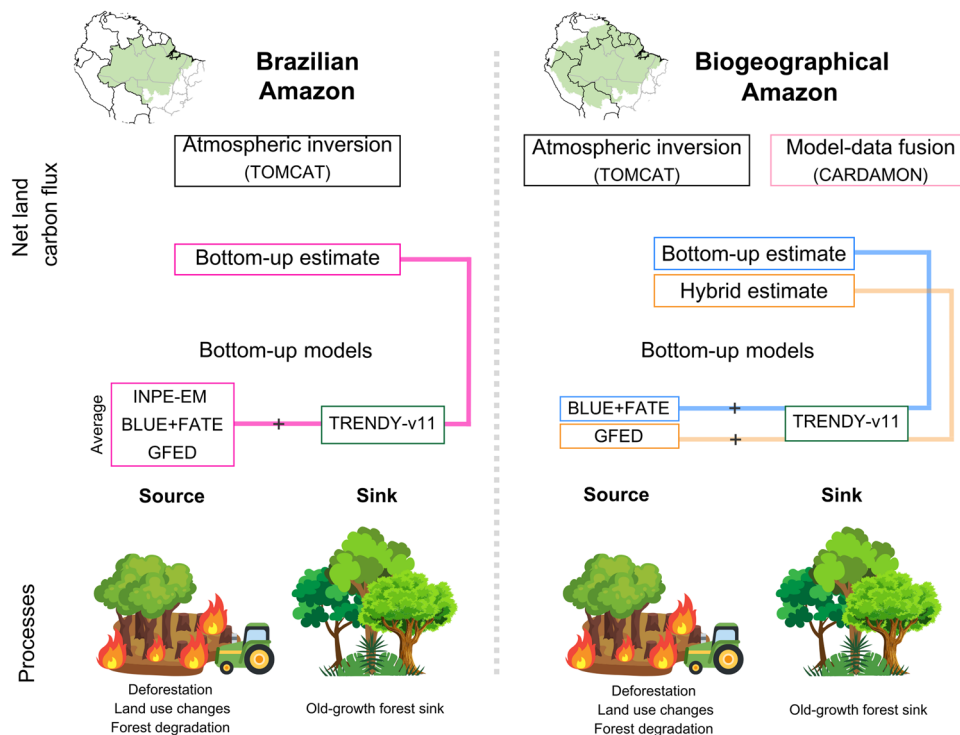 Brazilian
Amazon
Biogeographical
Amazon
Net land
carbon flux
Atmospheric inversion
(TOMCAT)
Atmospheric inversion
(TOMCAT)
Model-data fusion
(CARDAMON)
Bottom-up estimate
Bottom-up estimate
Hybrid estimate
Bottom-up models
Bottom-up models
Average
INPE-EM
BLUE+FATE
GFED
+
TRENDY-v11
BLUE+FATE
GFED
+
+
TRENDY-v11
Source
Sink
Source
Sink
Processes
Deforestation
Land use changes
Forest degradation
Old-growth forest sink
Deforestation
Land use changes
Forest degradation
Old-growth forest sink